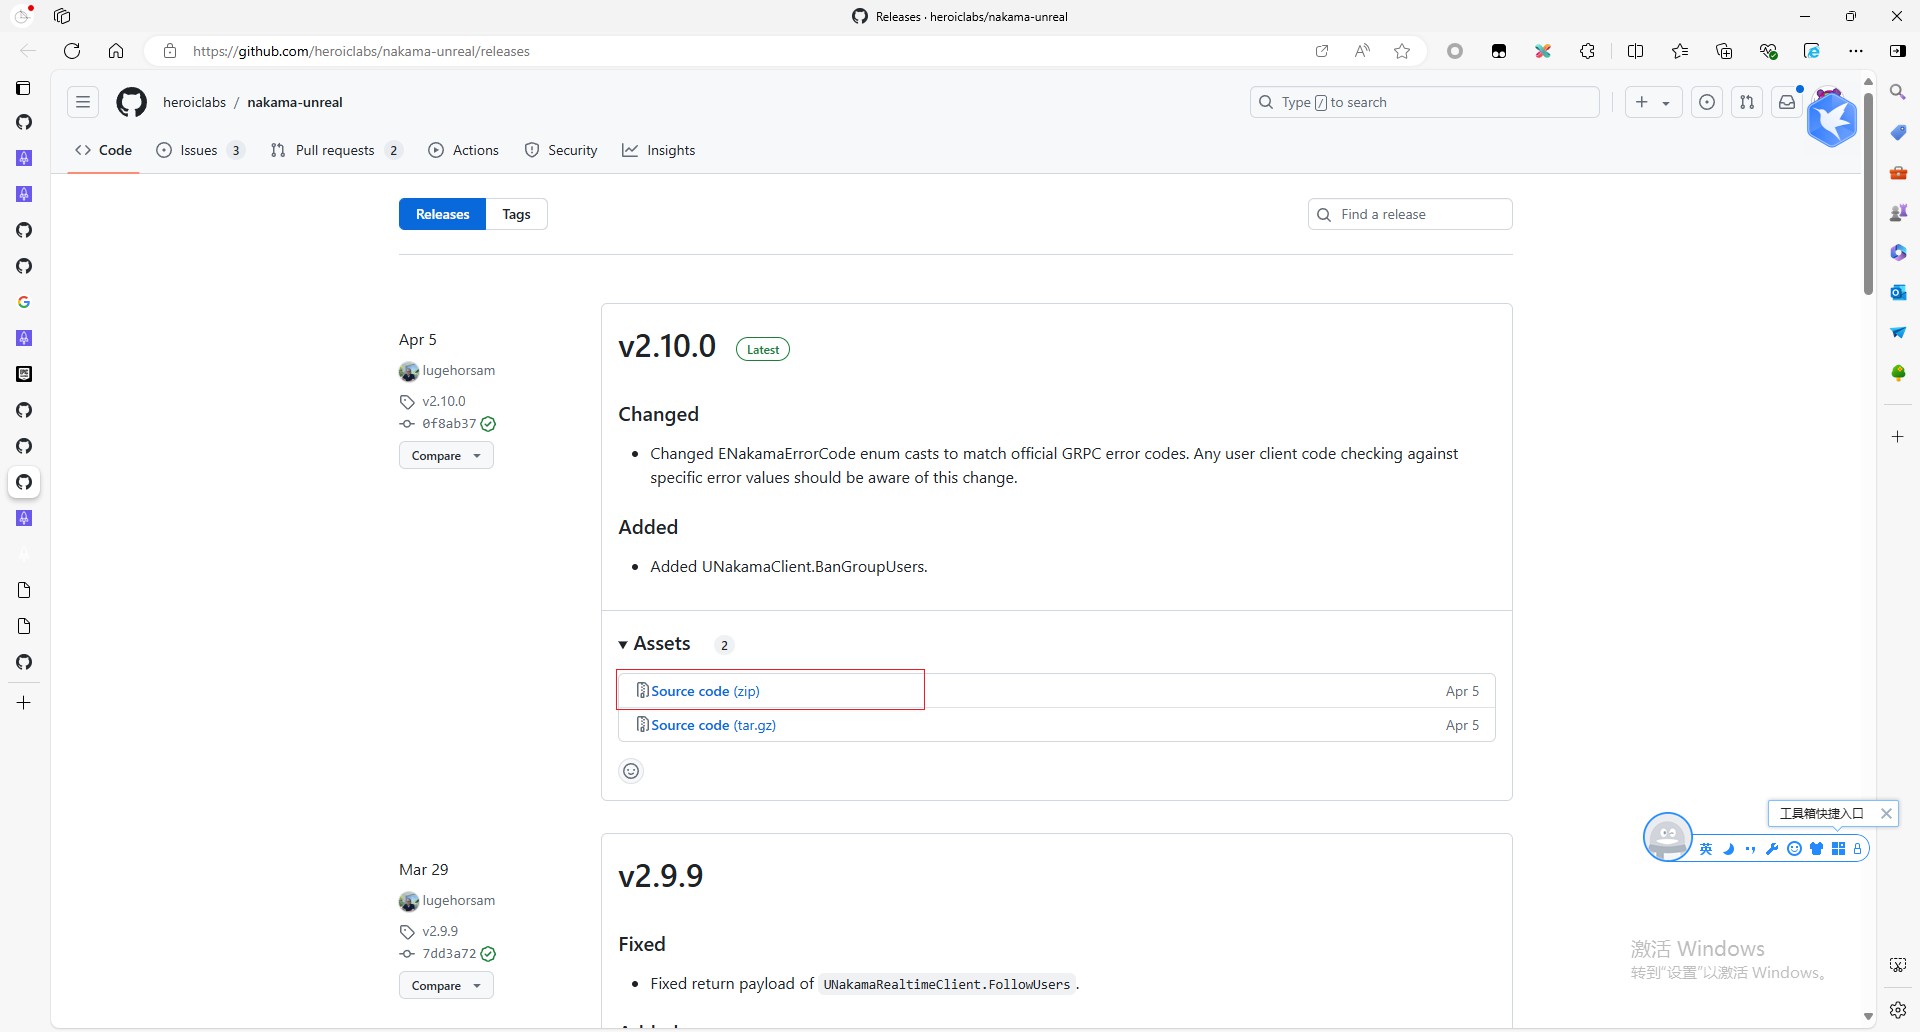 Releases · heroiclabs/nakama-unreal
https://github.com/heroiclabs/nakama-unreal/releases
heroiclabs / nakama-unreal
Type / to search
Code
Issues 3
Pull requests 2
Actions
Security
Insights
Releases
Tags
Find a release
Apr 5
lugehorsam
v2.10.0
0f8ab37
Compare
v2.10.0 Latest
Changed
Changed ENakamaErrorCode enum casts to match official GRPC error codes. Any user client code checking against
specific error values should be aware of this change.
Added
Added UNakamaClient.BanGroupUsers.
Assets 2
Source code (zip) Apr 5
Source code (tar.gz) Apr 5
工具箱快捷入口
英
Mar 29
lugehorsam
v2.9.9
7dd3a72
Compare
v2.9.9
Fixed
Fixed return payload of UNakamaRealtimeClient.FollowUsers.
激活 Windows
转到"设置"以激活 Windows。